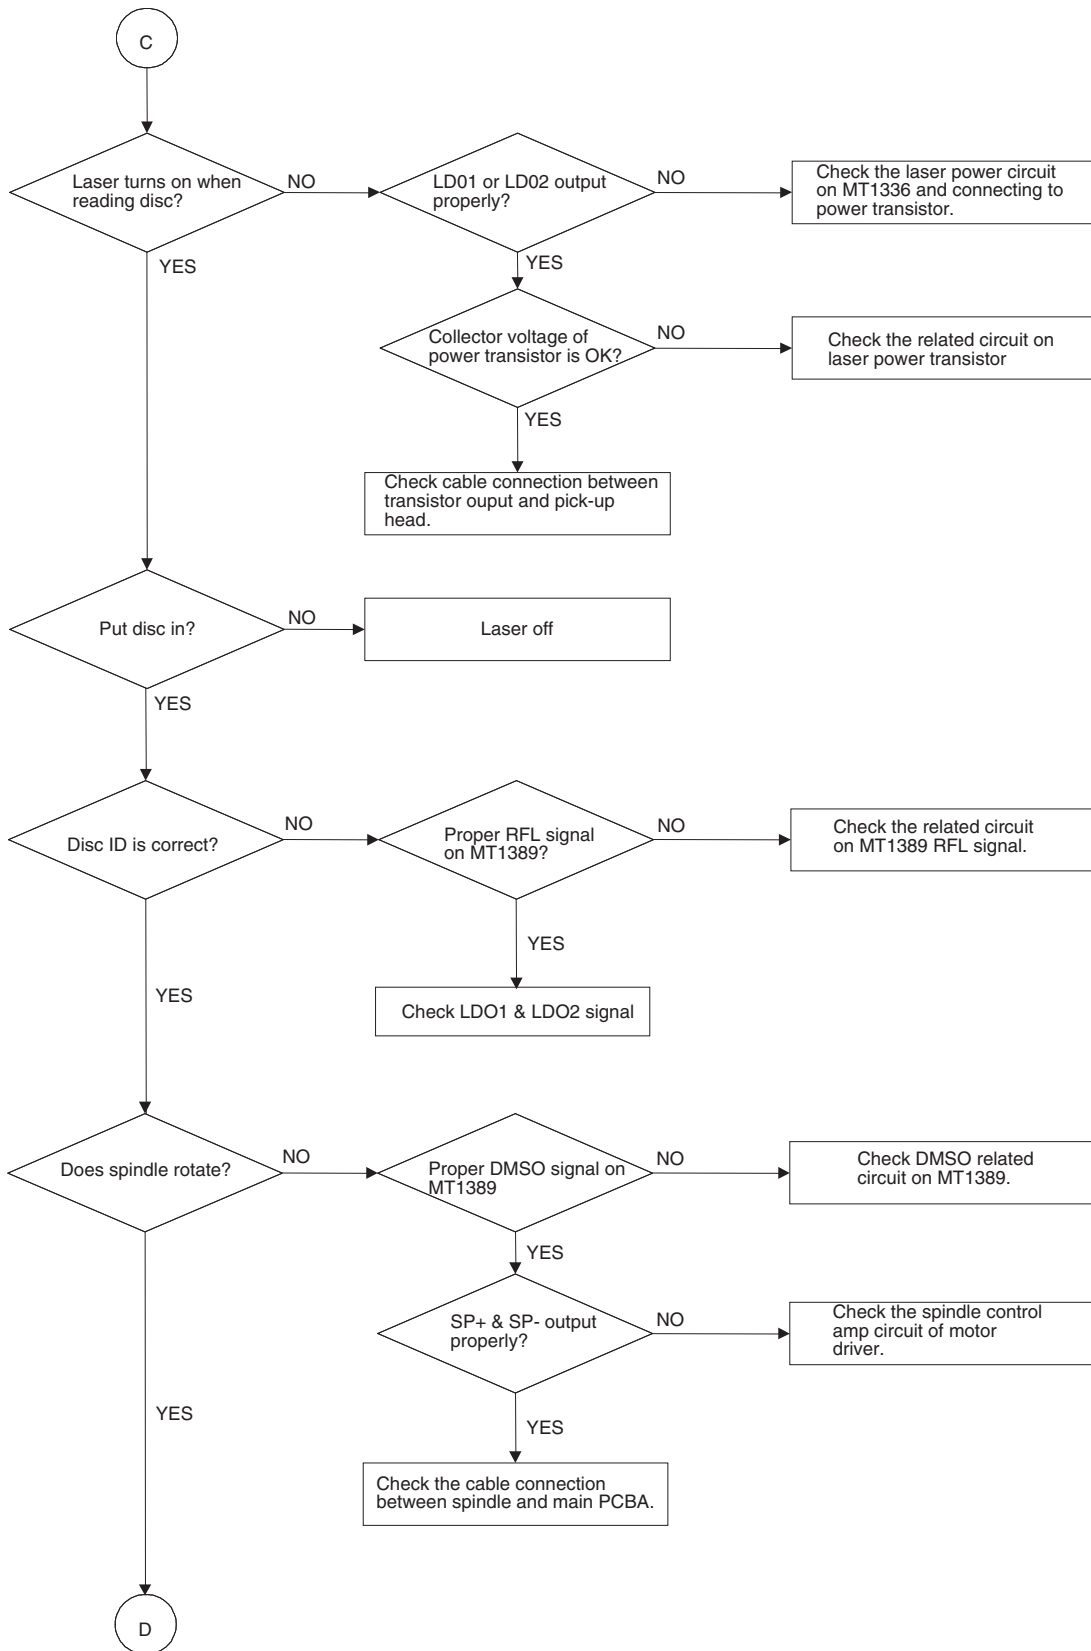 C
Laser turns on when
reading disc?
NO
LD01 or LD02 output
properly?
NO
Check the laser power circuit
on MT1336 and connecting to
power transistor.
YES
YES
Collector voltage of
power transistor is OK?
NO
Check the related circuit on
laser power transistor
YES
Check cable connection between
transistor ouput and pick-up
head.
Put disc in?
NO
Laser off
YES
Disc ID is correct?
NO
Proper RFL signal
on MT1389?
NO
Check the related circuit
on MT1389 RFL signal.
YES
YES
Check LDO1 & LDO2 signal
Does spindle rotate?
NO
Proper DMSO signal on
MT1389
NO
Check DMSO related
circuit on MT1389.
YES
SP+ & SP- output
properly?
NO
Check the spindle control
amp circuit of motor
driver.
YES
YES
Check the cable connection
between spindle and main PCBA.
D